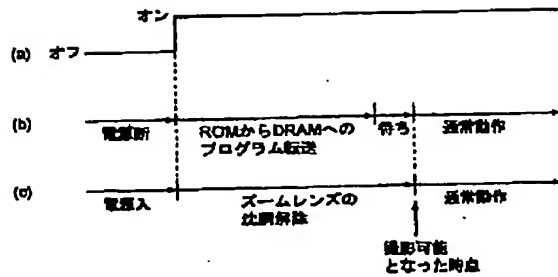 オン
(a) オフ
(b) 電源断 ROMからDRAMへの 待ち 通常動作
プログラム転送
(c) 電源入 ズームレンズの 通常動作
沈胴解除
撮影可能
となった時点